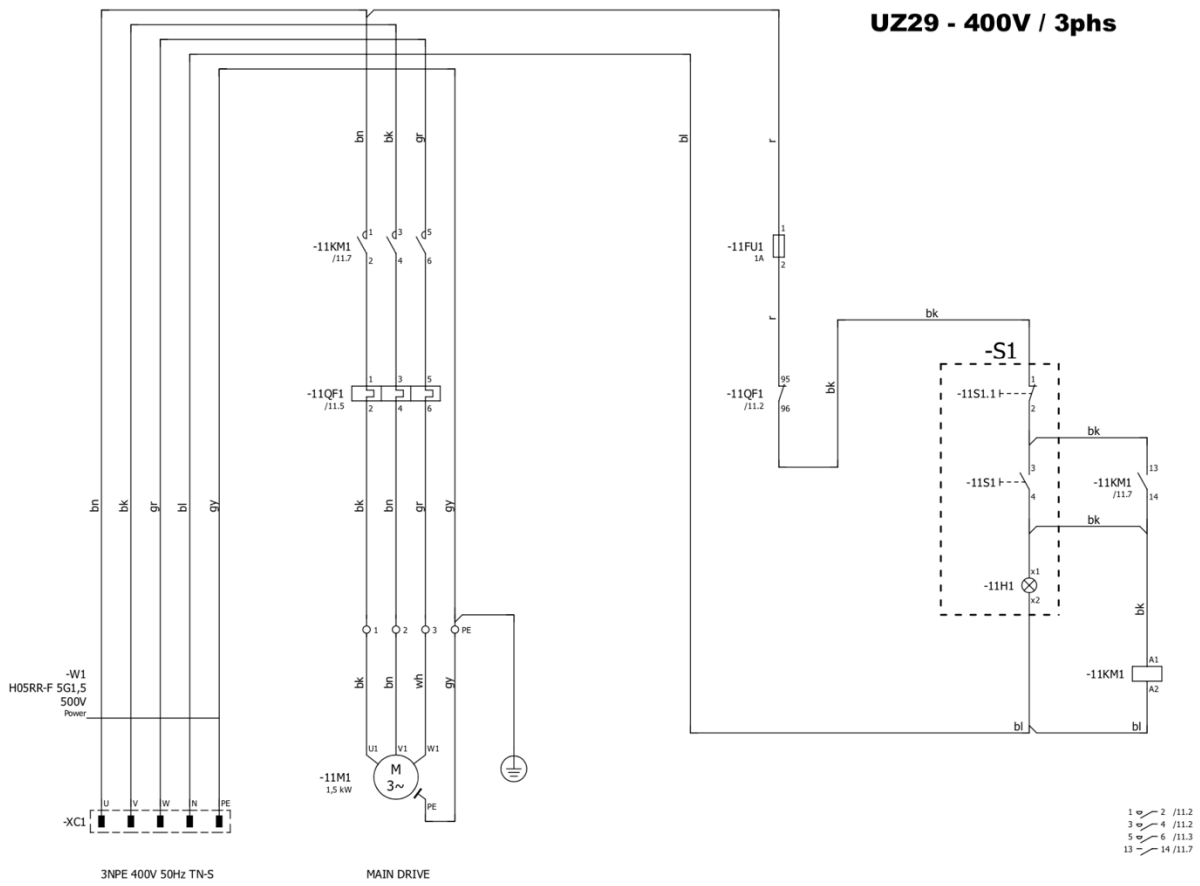 UZ29 - 400V / 3phs
bn
bk
gr
bl
r
-11KM1
/11.7
1
2
3
4
5
6
-11FU1
1A
1
2
r
bk
-S1
-11QF1
/11.5
1
2
3
4
5
6
-11QF1
/11.2
95
96
bk
-11S1.1
1
2
bk
-11S1
3
4
-11KM1
/11.7
13
14
bk
bn
bk
gr
bl
gy
bk
bn
gr
gy
-11H1
x1
x2
bk
1
2
3
PE
-W1
H05RR-F 5G1,5
500V
Power
bk
bn
wh
gy
-11KM1
A1
A2
bl
bl
-11M1
1,5 kW
U1
V1
W1
M
3~
PE
-XC1
U
V
W
N
PE
1 2 /11.2
3 4 /11.2
5 6 /11.3
13 14 /11.7
3NPE 400V 50Hz TN-S
MAIN DRIVE